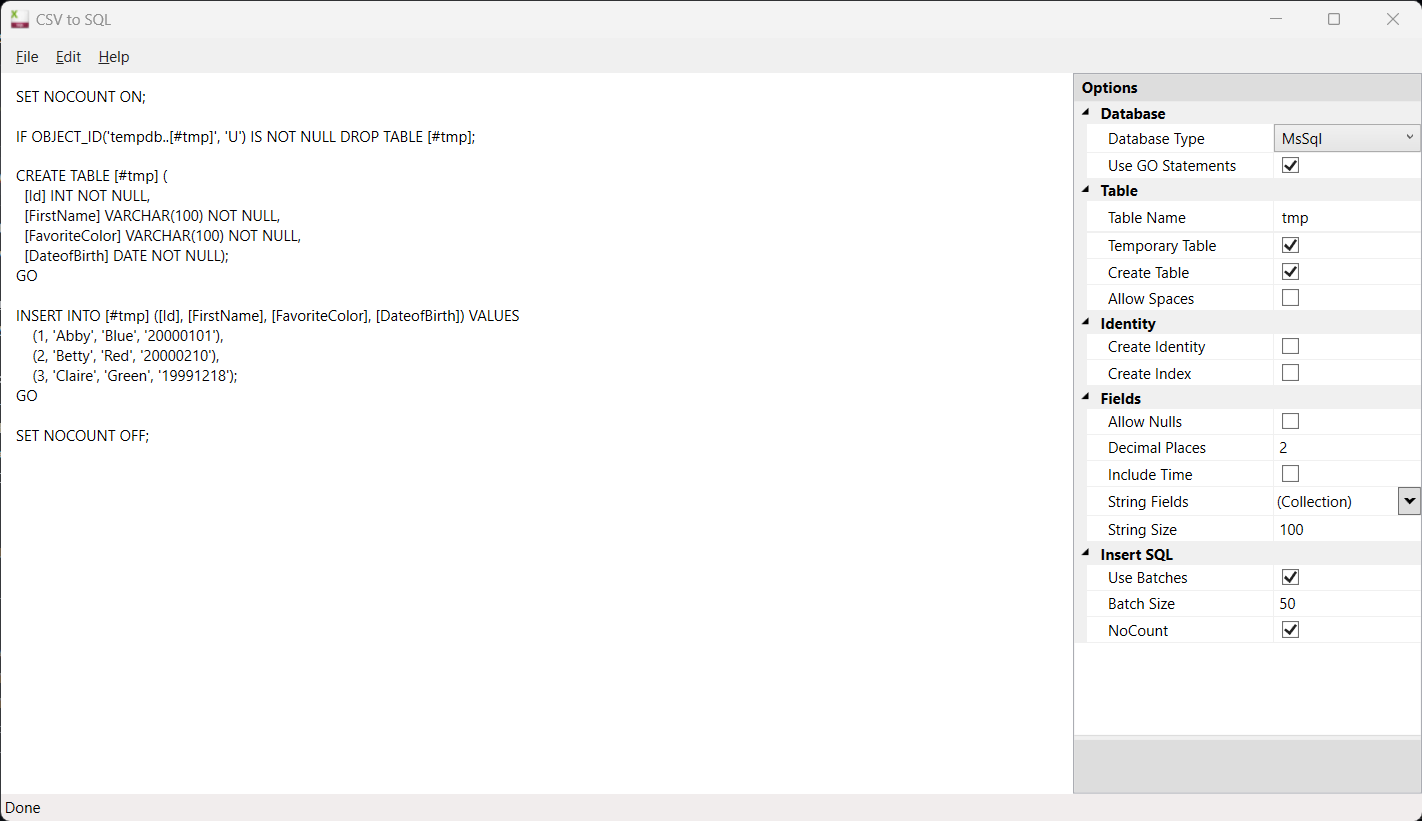 CSV to SQL
File Edit Help
SET NOCOUNT ON;
IF OBJECT_ID('tempdb..[#tmp]', 'U') IS NOT NULL DROP TABLE [#tmp];
CREATE TABLE [#tmp] (
[Id] INT NOT NULL,
[FirstName] VARCHAR(100) NOT NULL,
[FavoriteColor] VARCHAR(100) NOT NULL,
[DateofBirth] DATE NOT NULL);
GO
INSERT INTO [#tmp] ([Id], [FirstName], [FavoriteColor], [DateofBirth]) VALUES
(1, 'Abby', 'Blue', '20000101'),
(2, 'Betty', 'Red', '20000210'),
(3, 'Claire', 'Green', '19991218');
GO
SET NOCOUNT OFF;
Options
Database
Database Type MsSql
Use GO Statements
Table
Table Name tmp
Temporary Table
Create Table
Allow Spaces
Identity
Create Identity
Create Index
Fields
Allow Nulls
Decimal Places 2
Include Time
String Fields (Collection)
String Size 100
Insert SQL
Use Batches
Batch Size 50
NoCount
Done